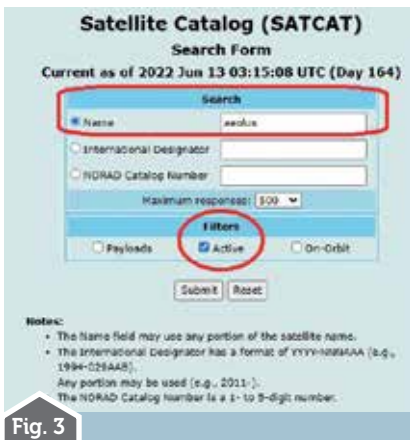 Satellite Catalog (SATCAT)
Search Form
Current as of 2022 Jun 13 03:15:08 UTC (Day 164)
Search
Name aeolus
International Designator
NORAD Catalog Number
Maximum responses: 500
Filters
Payloads Active On-Orbit
Submit Reset
Notes:
• The Name field may use any portion of the satellite name.
• The International Designator has a format of YYYY-NNNAAA (e.g.,
1994-029AAB).
Any portion may be used (e.g., 2011-).
The NORAD Catalog Number is a 1- to 9-digit number.
Fig. 3